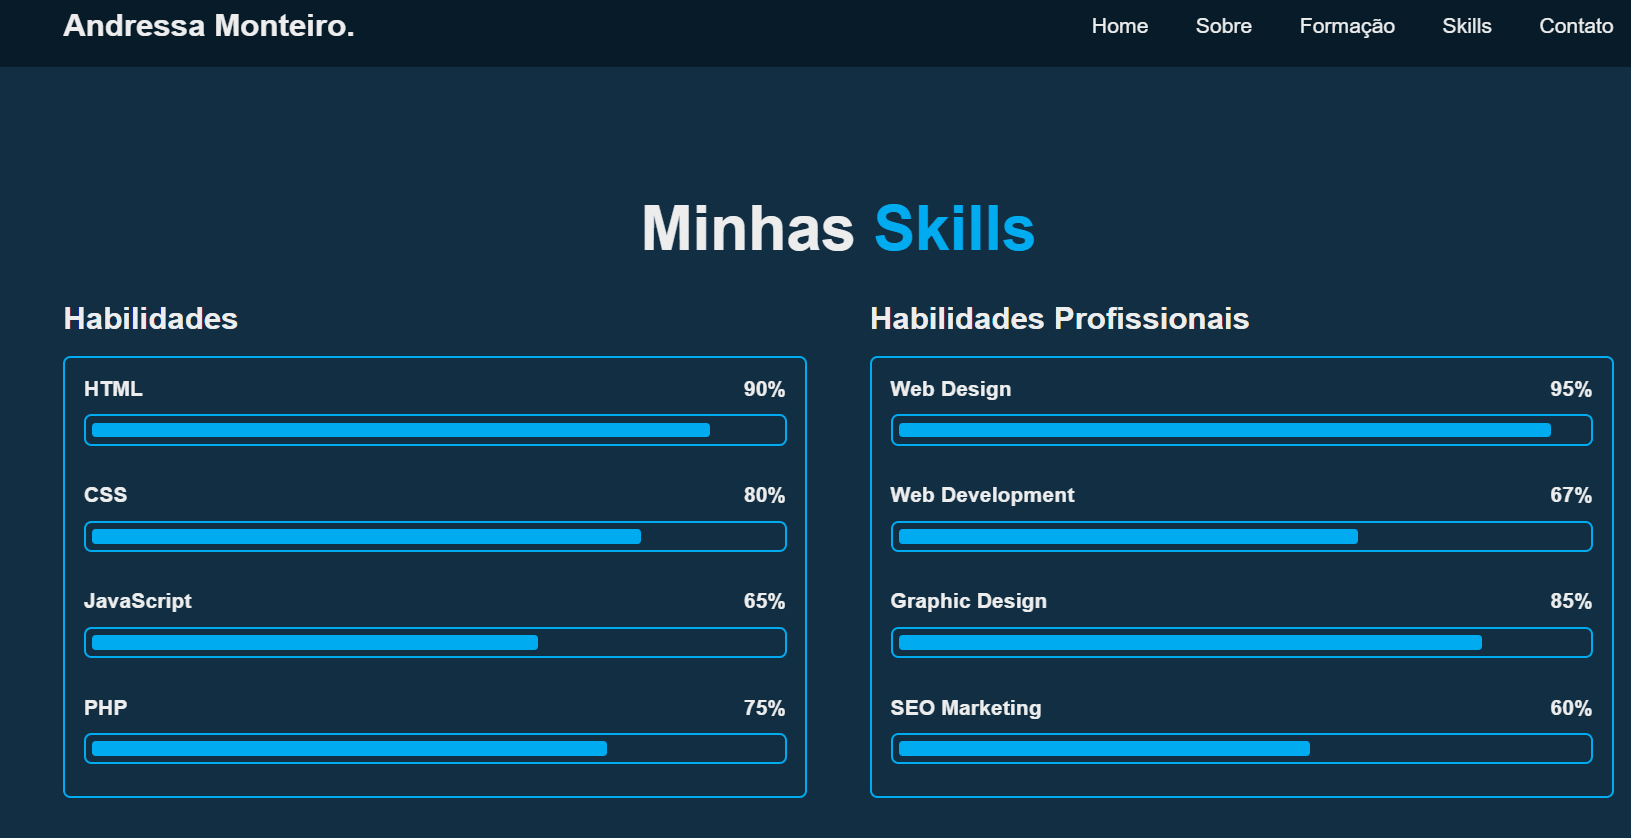 Andressa Monteiro.
Home Sobre Formação Skills Contato
Minhas Skills
Habilidades
HTML 90%
CSS 80%
JavaScript 65%
PHP 75%
Habilidades Profissionais
Web Design 95%
Web Development 67%
Graphic Design 85%
SEO Marketing 60%